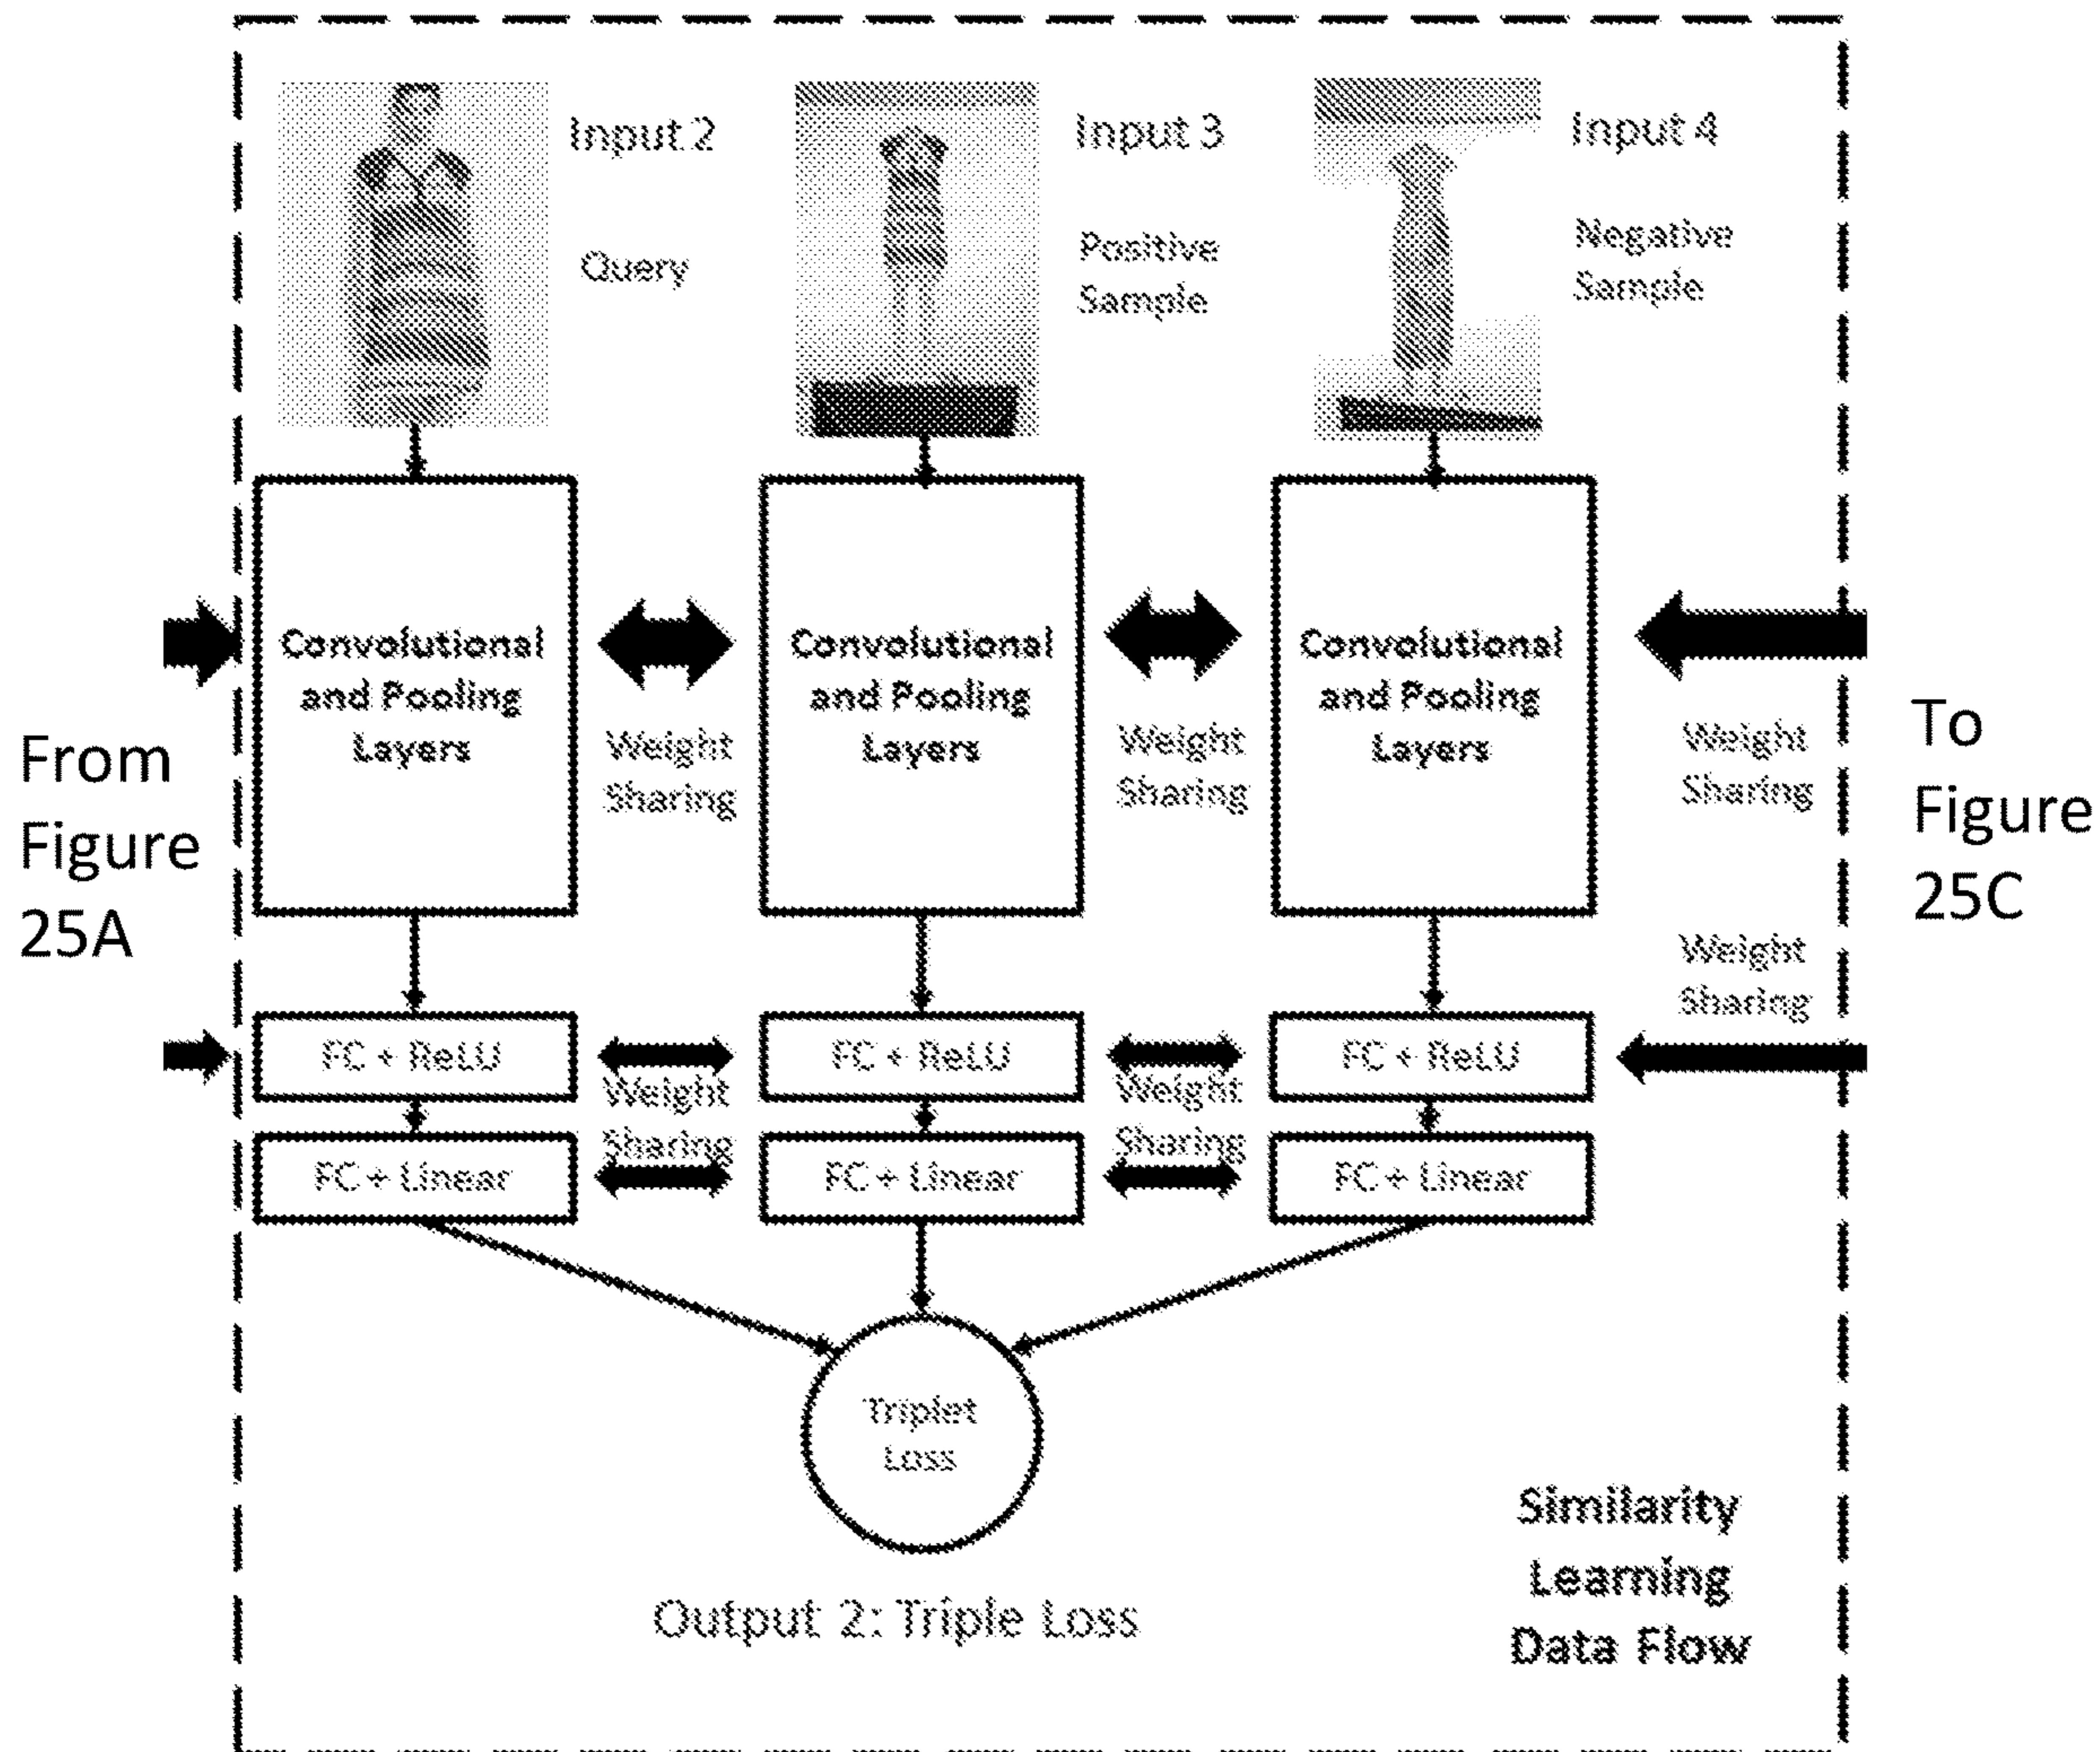 Input 2
Query
Input 3
Positive
Sample
Input 4
Negative
Sample
From
Figure
25A
Convolutional
and Pooling
Layers
Weight
Sharing
Convolutional
and Pooling
Layers
Weight
Sharing
Convolutional
and Pooling
Layers
Weight
Sharing
To
Figure
25C
Weight
Sharing
FC + ReLU
FC + ReLU
FC + ReLU
Weight
Sharing
Weight
Sharing
FC + Linear
FC + Linear
FC + Linear
Triplet
Loss
Output 2: Triple Loss
Similarity
Learning
Data Flow